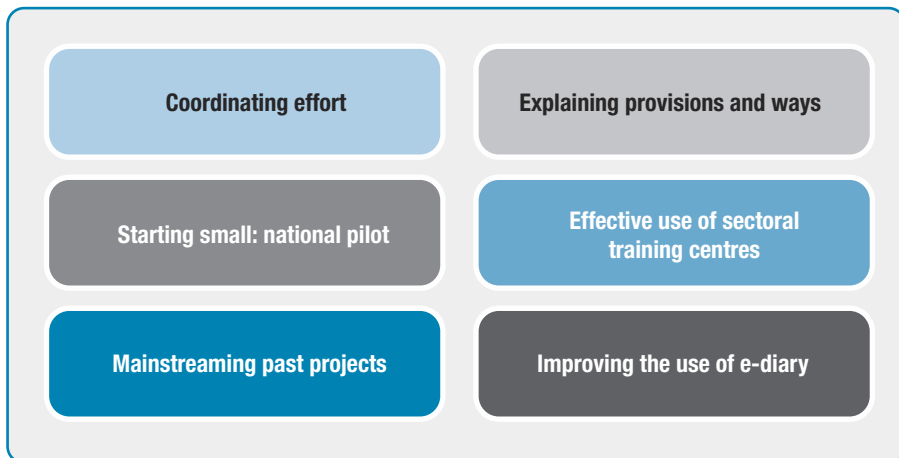 Coordinating effort
Explaining provisions and ways
Starting small: national pilot
Effective use of sectoral
training centres
Mainstreaming past projects
Improving the use of e-diary